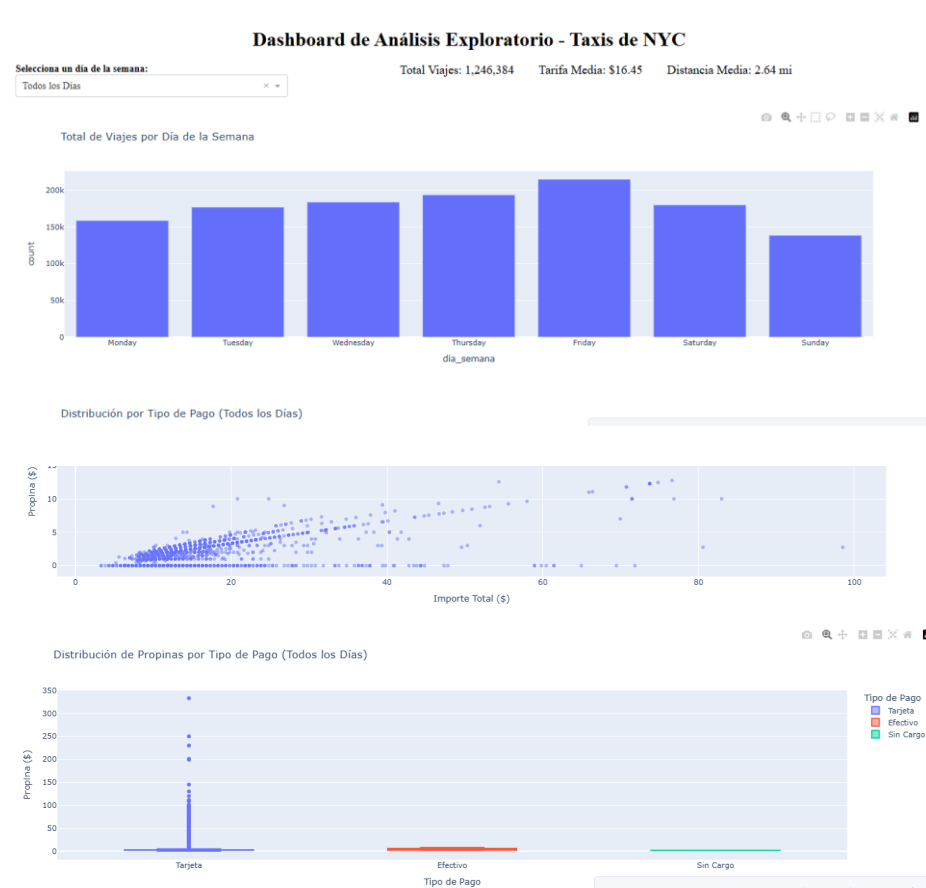 Dashboard de Análisis Exploratorio - Taxis de NYC
Selecciona un día de la semana:
Todos los Días
Total Viajes: 1,246,384 Tarifa Media: $16.45 Distancia Media: 2.64 mi
Total de Viajes por Día de la Semana
200k
150k
100k
50k
0
count
Monday Tuesday Wednesday Thursday Friday Saturday Sunday
dia_semana
Distribución por Tipo de Pago (Todos los Días)
10
5
0
Propina ($)
0 20 40 60 80 100
Importe Total ($)
Distribución de Propinas por Tipo de Pago (Todos los Días)
350
300
250
200
150
100
50
0
Propina ($)
Tarjeta Efectivo Sin Cargo
Tipo de Pago
Tipo de Pago
Tarjeta
Efectivo
Sin Cargo